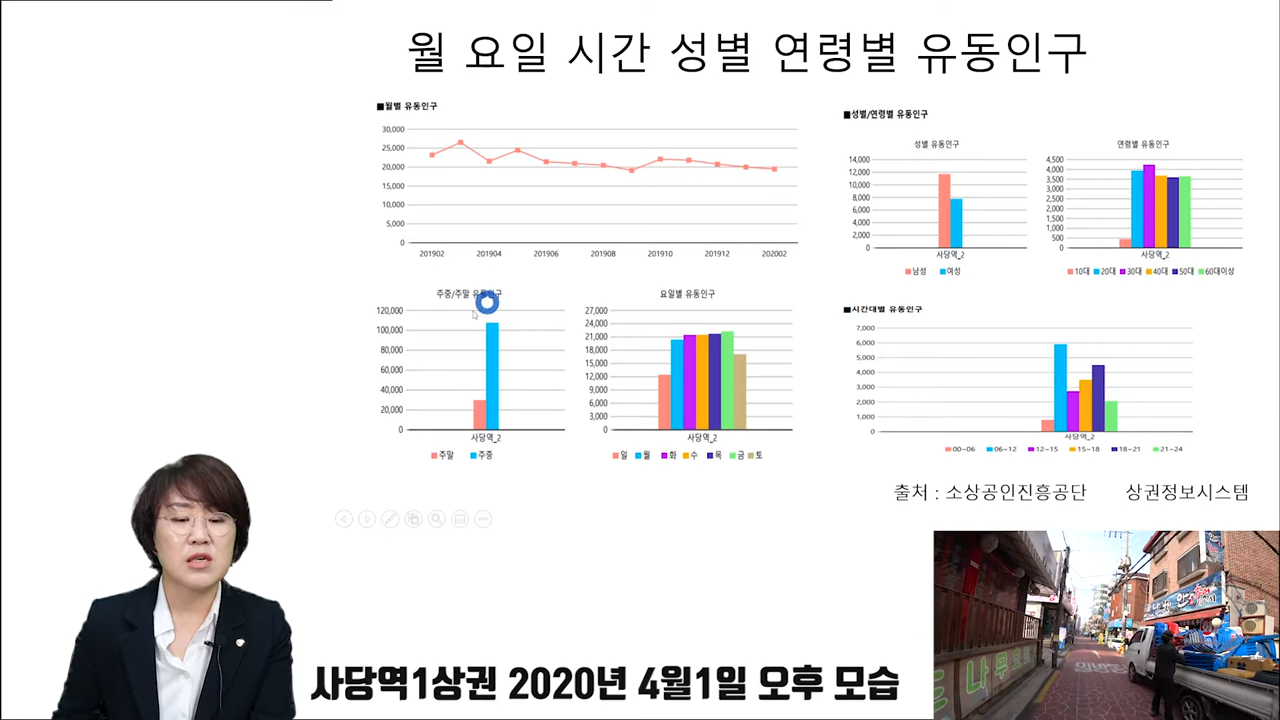 월 요일 시간 성별 연령별 유동인구
■월별 유동인구
30,000
25,000
20,000
15,000
10,000
5,000
0
201902 201904 201906 201908 201910 201912 202002
■성별/연령별 유동인구
성별 유동인구
14,000
12,000
10,000
8,000
6,000
4,000
2,000
0
사당역_2
남성 여성
연령별 유동인구
4,500
4,000
3,500
3,000
2,500
2,000
1,500
1,000
500
0
사당역_2
10대 20대 30대 40대 50대 60대이상
주중/주말 유동인구
120,000
100,000
80,000
60,000
40,000
20,000
0
사당역_2
주말 주중
요일별 유동인구
27,000
24,000
21,000
18,000
15,000
12,000
9,000
6,000
3,000
0
사당역_2
일 월 화 수 목 금 토
■시간대별 유동인구
7,000
6,000
5,000
4,000
3,000
2,000
1,000
0
사당역_2
00~06 06~12 12~15 15~18 18~21 21~24
출처 : 소상공인진흥공단 상권정보시스템
나무
사당역1상권 2020년 4월1일 오후 모습